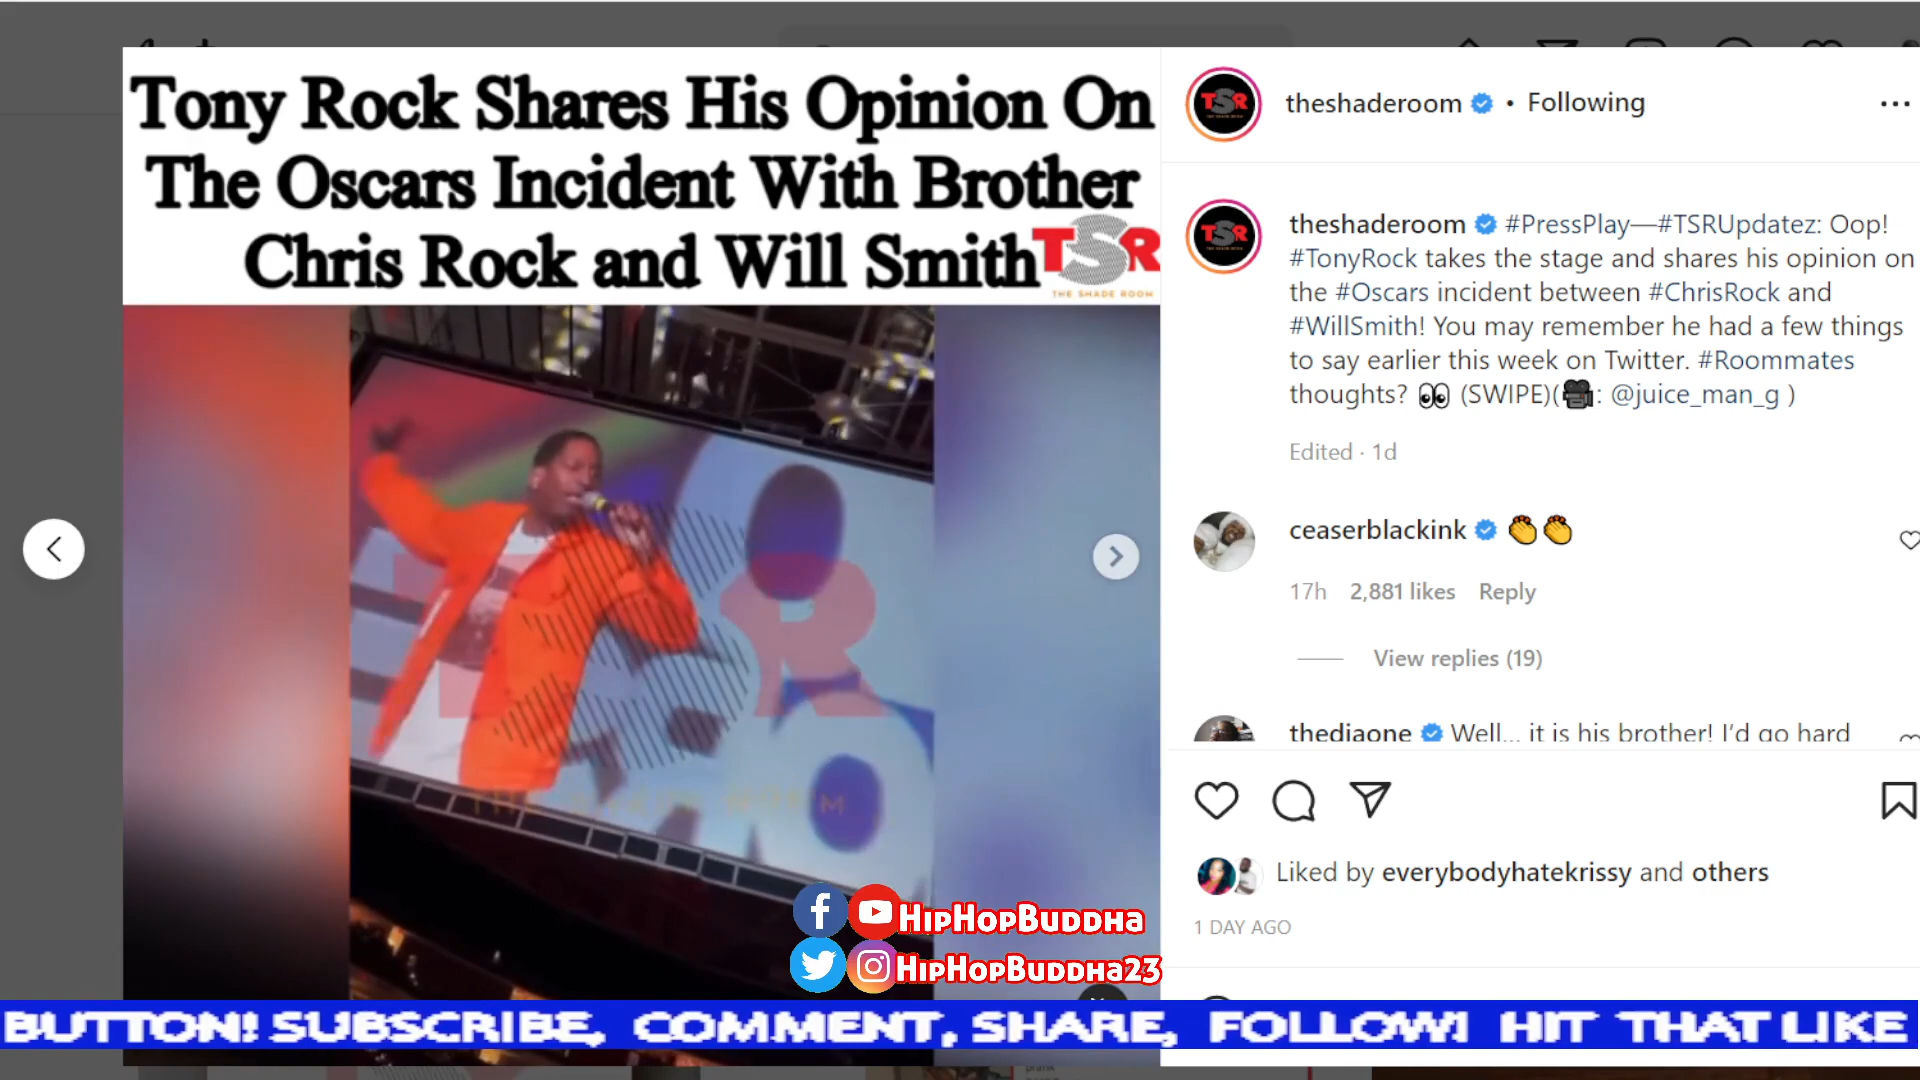 Tony Rock Shares His Opinion On
The Oscars Incident With Brother
Chris Rock and Will Smith
TSR
THE SHADE ROOM
TSR
theshaderoom • Following
TSR
theshaderoom #PressPlay—#TSRUpdatez: Oop!
#TonyRock takes the stage and shares his opinion on
the #Oscars incident between #ChrisRock and
#WillSmith! You may remember he had a few things
to say earlier this week on Twitter. #Roommates
thoughts? 👀 (SWIPE)(🎥: @juice_man_g )
Edited · 1d
ceaserblackink 👏👏
17h 2,881 likes Reply
View replies (19)
thediaone Well... it is his brother! I'd go hard
Liked by everybodyhatekrissy and others
1 DAY AGO
HipHopBuddha
HipHopBuddha23
BUTTON! SUBSCRIBE, COMMENT, SHARE, FOLLOW! HIT THAT LIKE